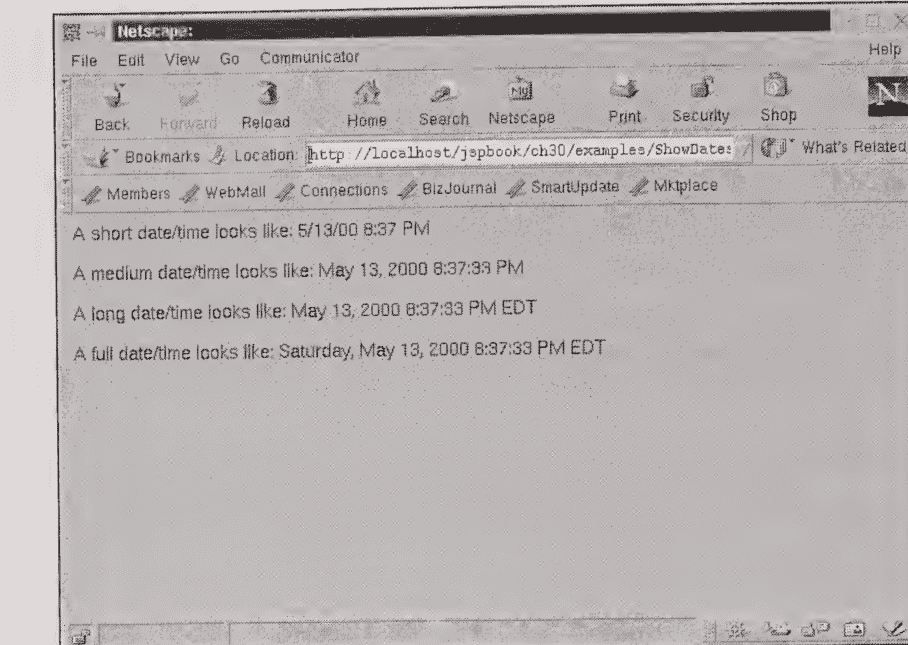 Netscape:
File Edit View Go Communicator Help
Back Forward Reload Home Search Netscape Print Security Shop N
Bookmarks Location: http://localhost/jspbook/ch30/examples/ShowDates What's Related
Members WebMail Connections BizJournal SmartUpdate Mktplace
A short date/time looks like: 5/13/00 8:37 PM
A medium date/time looks like: May 13, 2000 8:37:33 PM
A long date/time looks like: May 13, 2000 8:37:33 PM EDT
A full date/time looks like: Saturday, May 13, 2000 8:37:33 PM EDT